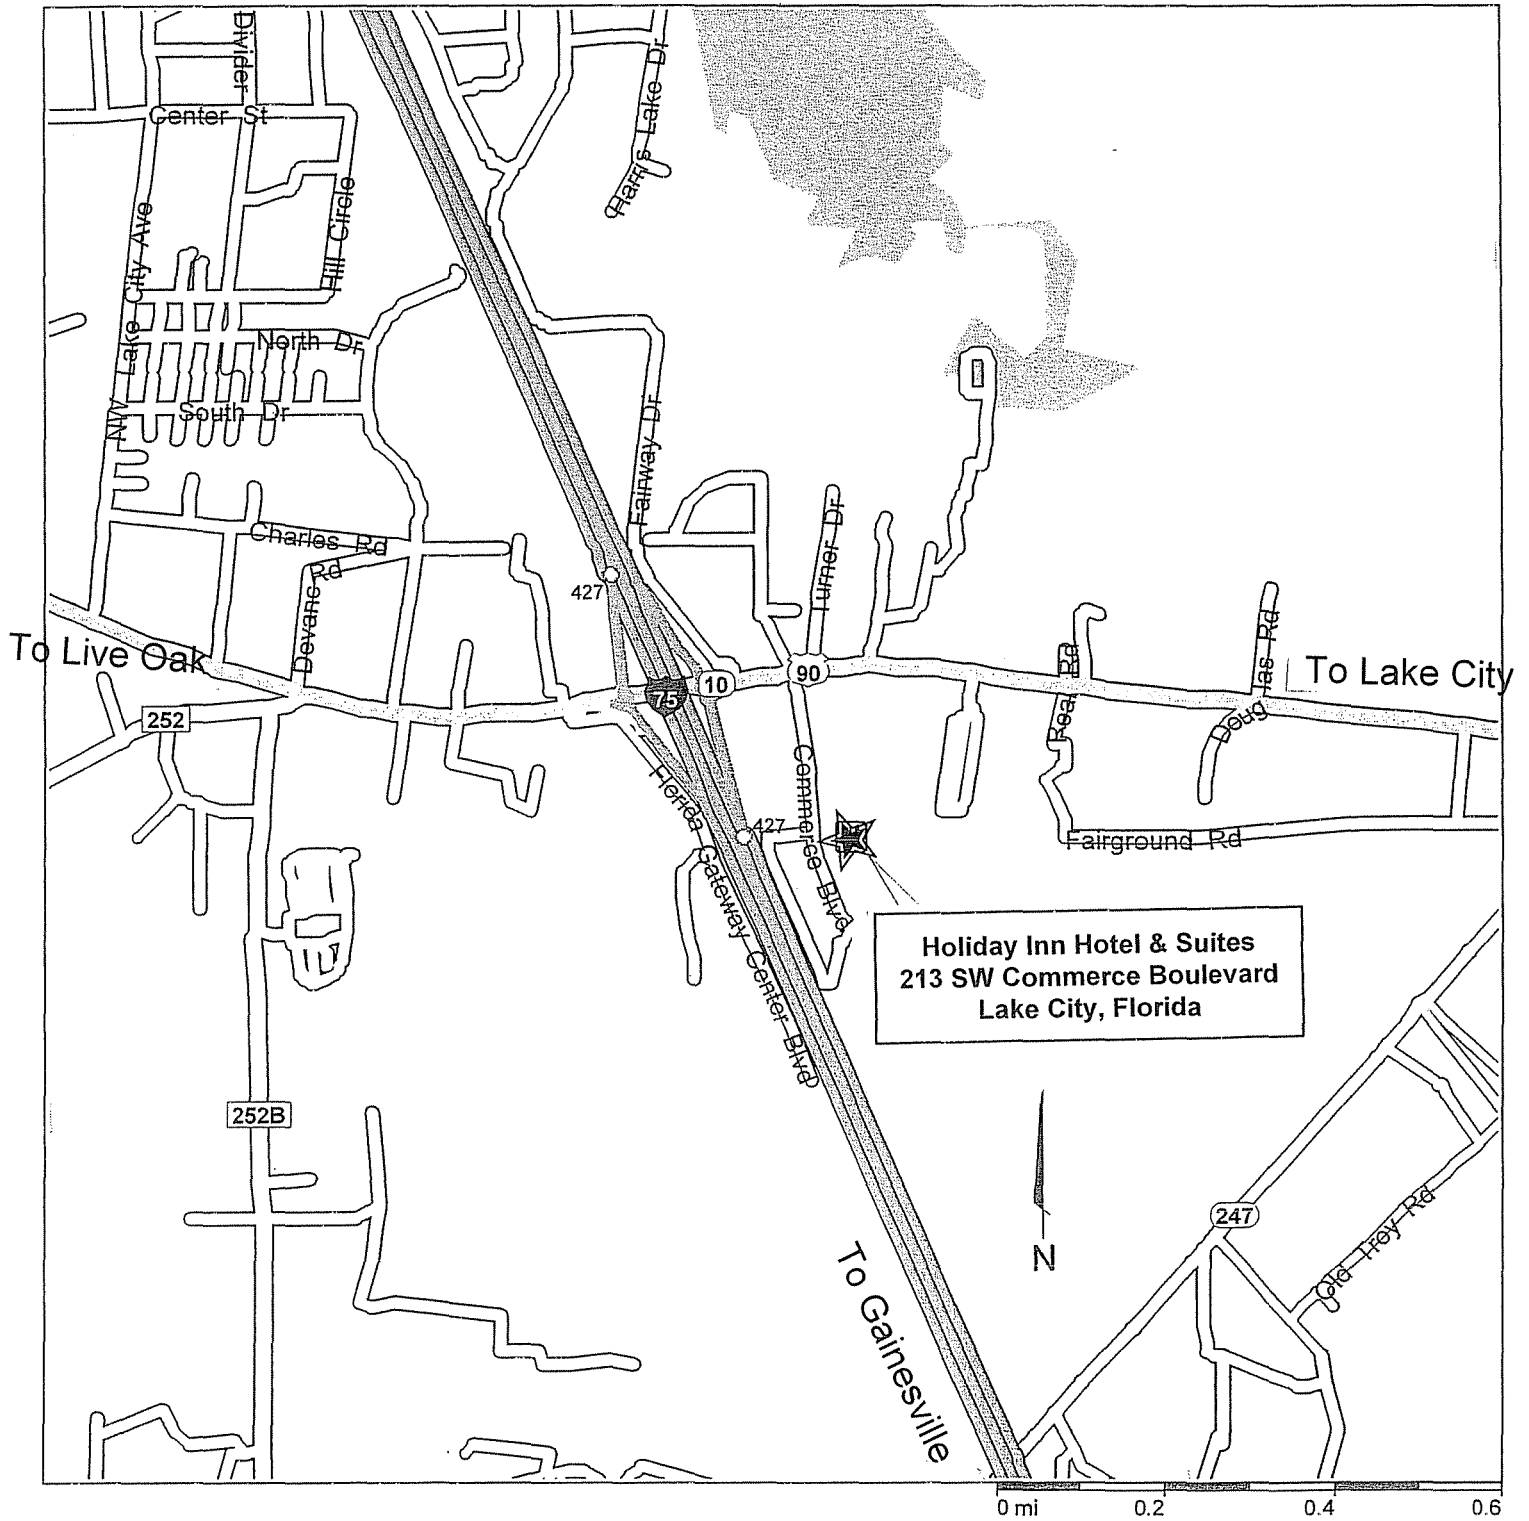 Divider
Center St
Harris Lake Dr
Hill Circle
NW Lake City Ave
North Dr
South Dr
Fairway Dr
Charles Rd
Turner Dr
Devane Rd
427
To Live Oak
To Lake City
75
10
90
252
Real Rd
Douglas Rd
Florida Gateway Center Blvd
Commerce Blvd
427
Fairground Rd
Holiday Inn Hotel & Suites
213 SW Commerce Boulevard
Lake City, Florida
252B
N
247
Old Troy Rd
To Gainesville
0 mi 0.2 0.4 0.6